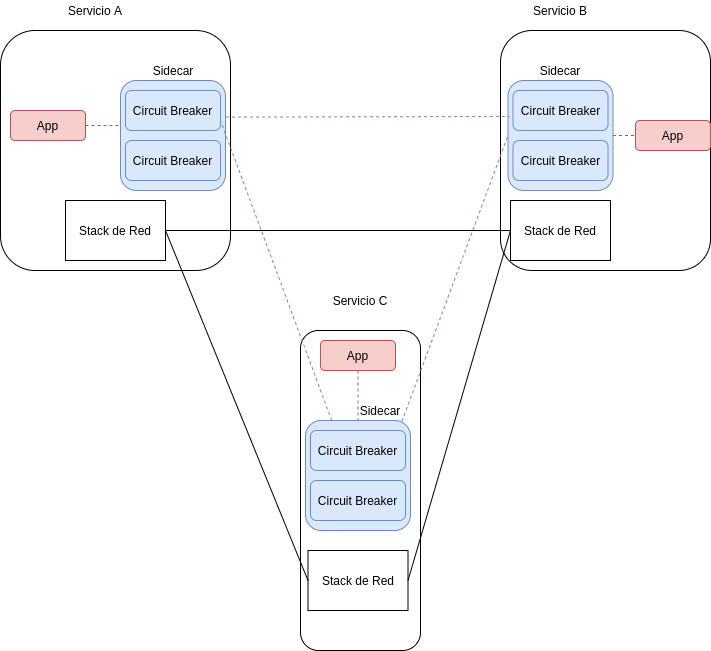 Servicio A
Servicio B
Sidecar
Sidecar
Circuit Breaker
Circuit Breaker
App
App
Circuit Breaker
Circuit Breaker
Stack de Red
Stack de Red
Servicio C
App
Sidecar
Circuit Breaker
Circuit Breaker
Stack de Red